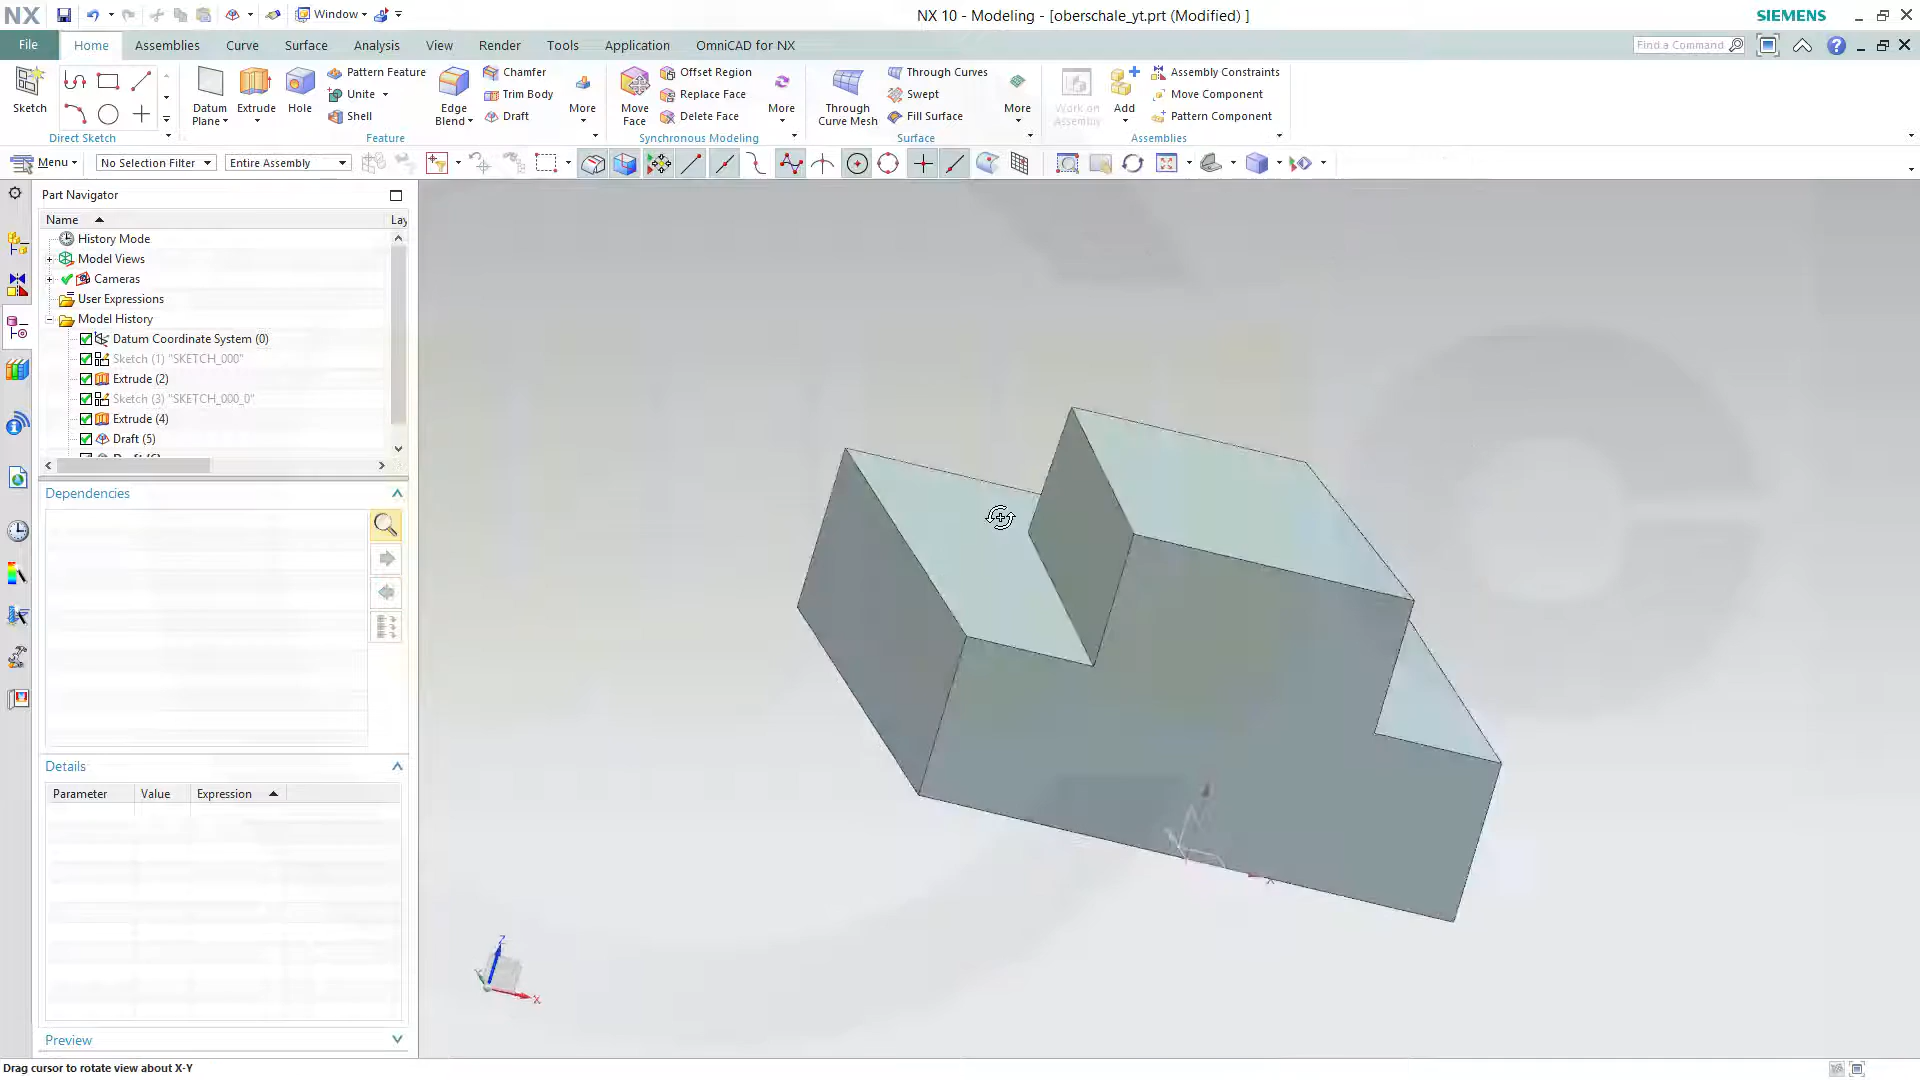 NX
Window
NX 10 - Modeling - [oberschale_yt.prt (Modified) ]
SIEMENS
File
Home
Assemblies
Curve
Surface
Analysis
View
Render
Tools
Application
OmniCAD for NX
Find a Command
Sketch
Direct Sketch
Datum Plane
Extrude
Hole
Pattern Feature
Unite
Shell
Edge Blend
Chamfer
Trim Body
Draft
More
Feature
Move Face
Offset Region
Replace Face
Delete Face
More
Synchronous Modeling
Through Curve Mesh
Through Curves
Swept
Fill Surface
More
Surface
Work on Assembly
Add
Assembly Constraints
Move Component
Pattern Component
Assemblies
Menu
No Selection Filter
Entire Assembly
Part Navigator
Name
Lay
History Mode
Model Views
Cameras
User Expressions
Model History
Datum Coordinate System (0)
Sketch (1) "SKETCH_000"
Extrude (2)
Sketch (3) "SKETCH_000_0"
Extrude (4)
Draft (5)
Dependencies
Details
Parameter
Value
Expression
Preview
Z
X
X
Drag cursor to rotate view about X-Y